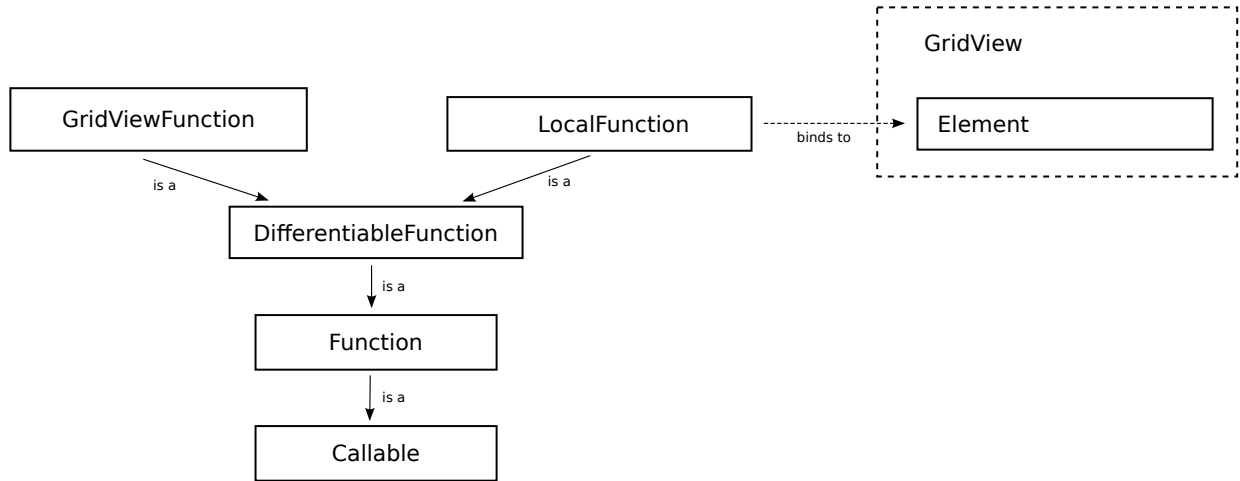 GridView
GridViewFunction
LocalFunction
binds to
Element
is a
is a
DifferentiableFunction
is a
Function
is a
Callable